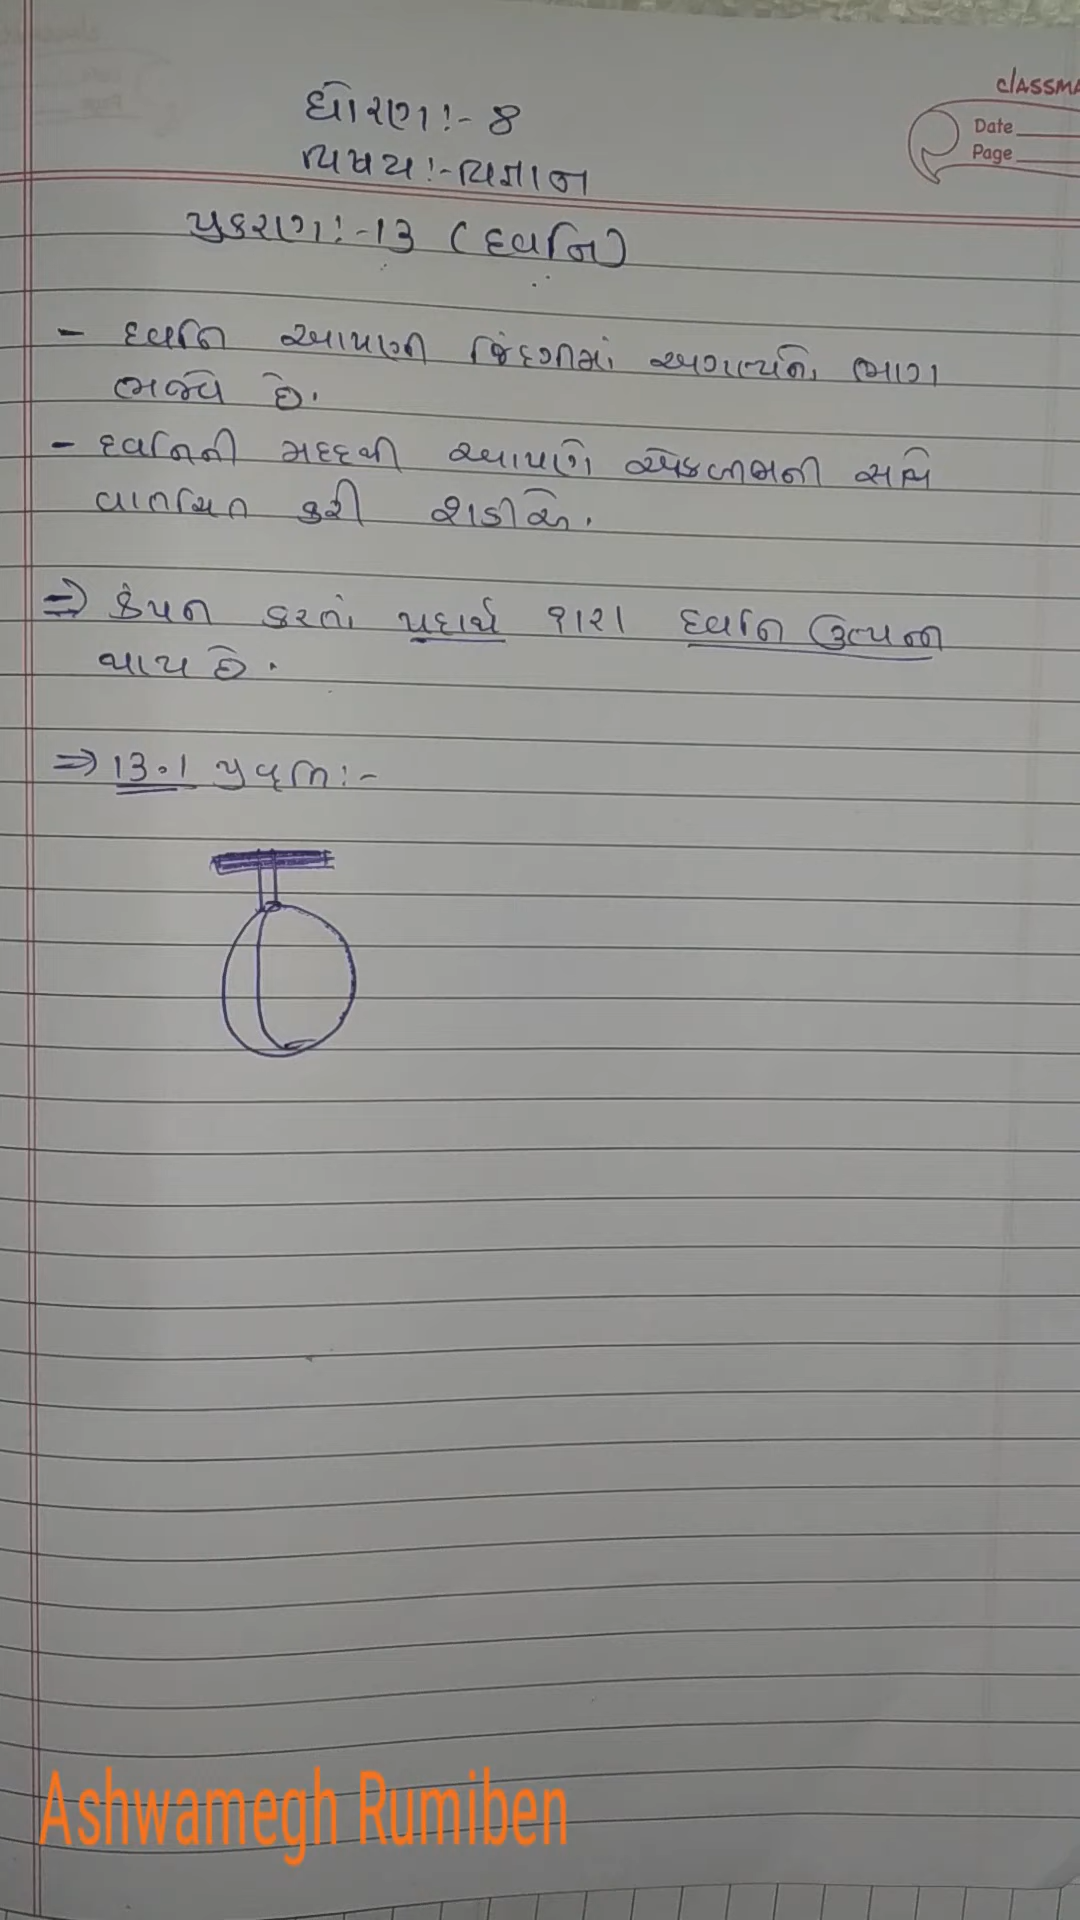 ધોરણ:- 8
વિષય:- વિજ્ઞાન
પ્રકરણ:-13 (ધ્વનિ)
- ધ્વનિ આપણી જિંદગીમાં અગત્યનો ભાગ
ભજવે છે.
- ધ્વનિની મદદથી આપણે એકબીજાની સાથે
વાતચિત કરી શકીએ.
⇒ કંપન કરતાં પદાર્થ દ્વારા ધ્વનિ ઉત્પન્ન
થાય છે.
⇒ 13.1 પ્રવૃત્તિ:-
classma
Date
Page
Ashwamegh Rumiben